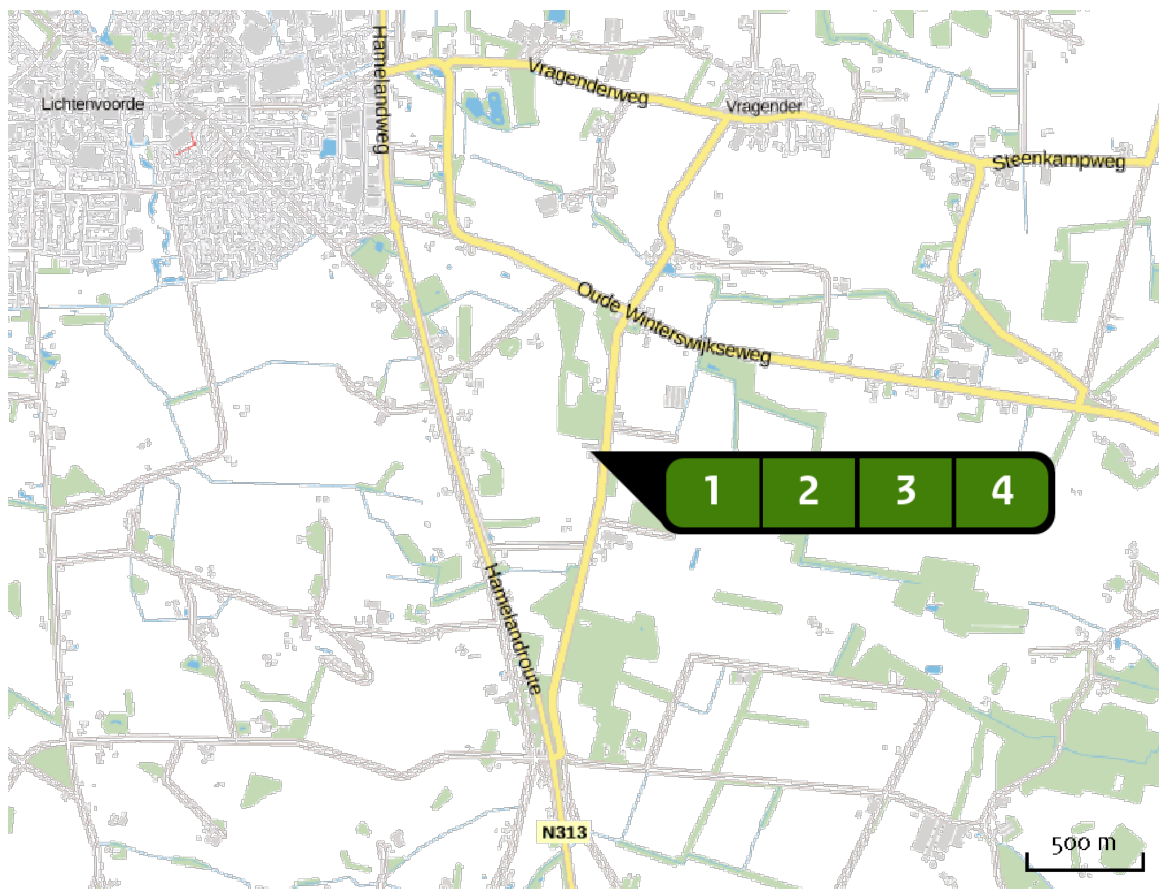 Hamelandweg
Vragenderweg
Lichtenvoorde
Vragender
Steenkampweg
Oude Winterswijkseweg
1 2 3 4
Hamelandroute
N313
500 m